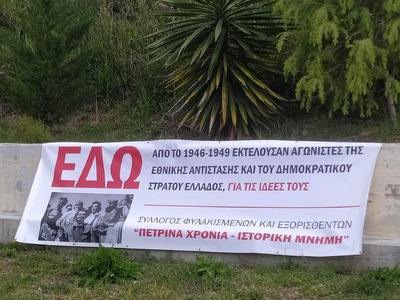 ΕΔΩ
ΑΠΟ ΤΟ 1946-1949 ΕΚΤΕΛΟΥΣΑΝ ΑΓΩΝΙΣΤΕΣ ΤΗΣ
ΕΘΝΙΚΗΣ ΑΝΤΙΣΤΑΣΗΣ ΚΑΙ ΤΟΥ ΔΗΜΟΚΡΑΤΙΚΟΥ
ΣΤΡΑΤΟΥ ΕΛΛΑΔΟΣ, ΓΙΑ ΤΙΣ ΙΔΕΕΣ ΤΟΥΣ
ΣΥΛΛΟΓΟΣ ΦΥΛΑΚΙΣΜΕΝΩΝ ΚΑΙ ΕΞΟΡΙΣΘΕΝΤΩΝ
"ΠΕΤΡΙΝΑ ΧΡΟΝΙΑ - ΙΣΤΟΡΙΚΗ ΜΝΗΜΗ"